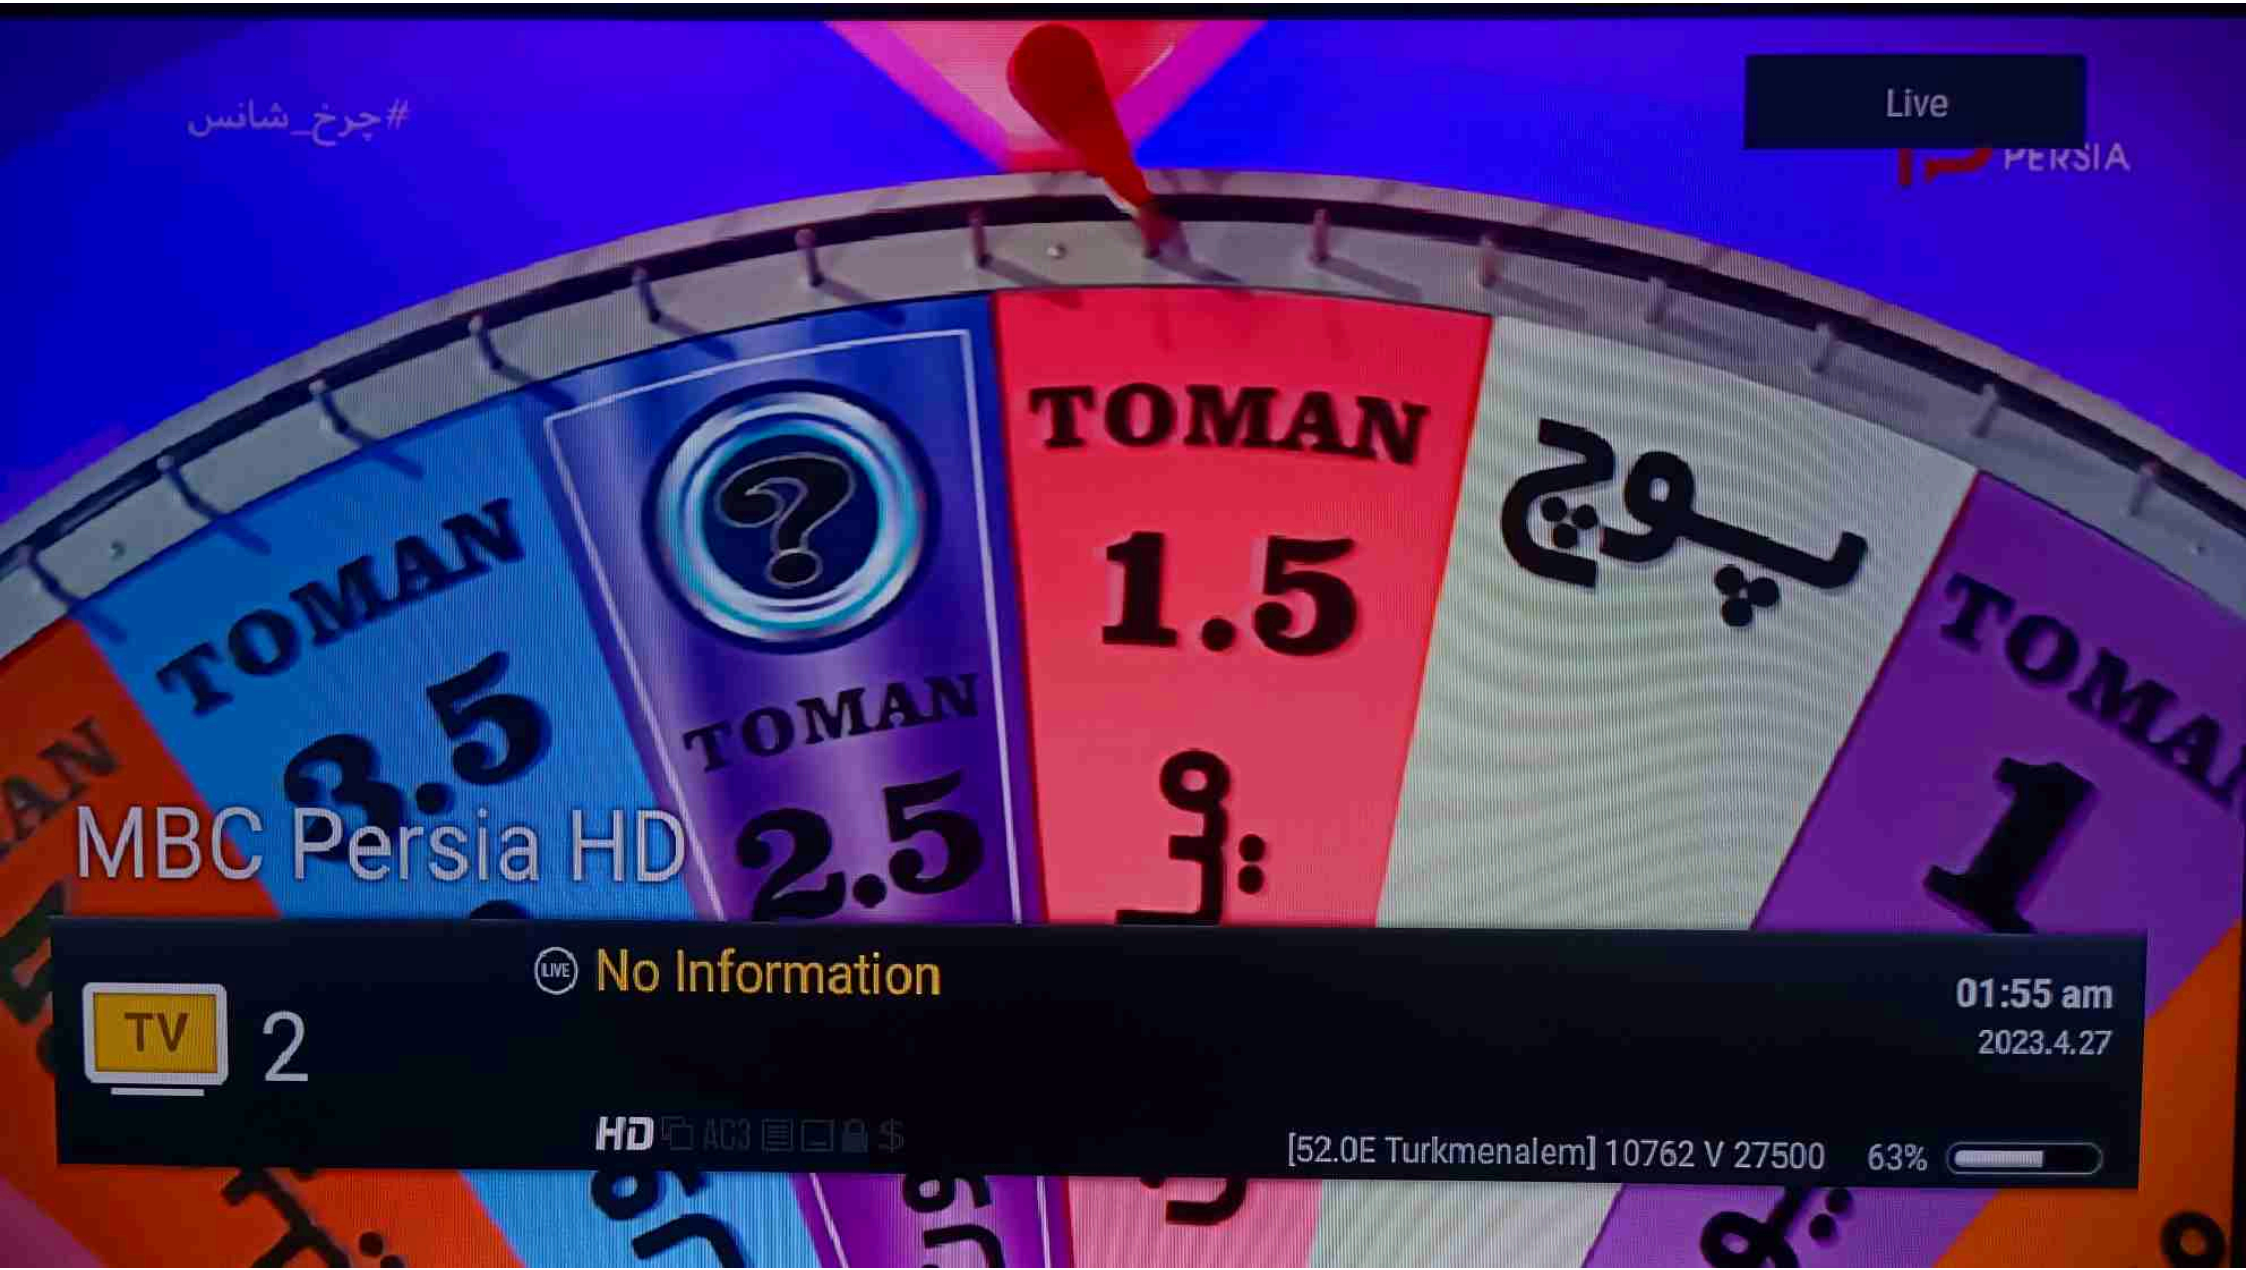 #چرخ_شانس
Live
PERSIA
TOMAN
3.5
TOMAN
2.5
TOMAN
1.5
پوچ
TOMAN
1
MBC Persia HD
TV
2
LIVE
No Information
01:55 am
2023.4.27
HD AC3 $
[52.0E Turkmenalem] 10762 V 27500 63%